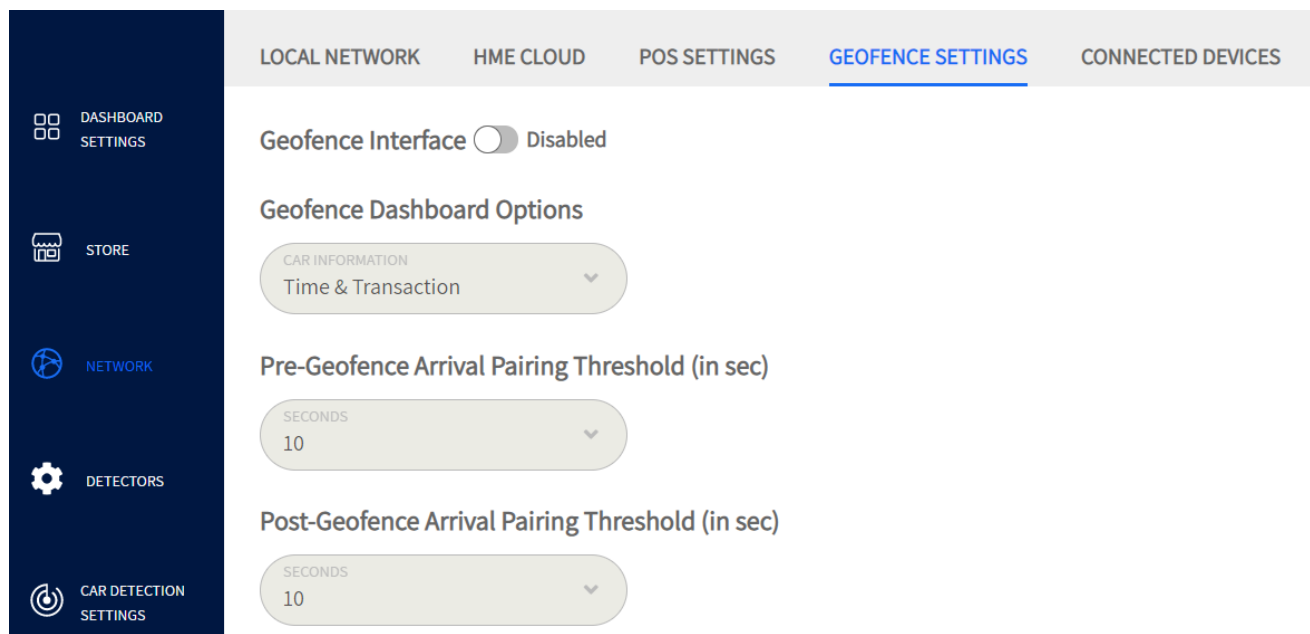 LOCAL NETWORK HME CLOUD POS SETTINGS GEOFENCE SETTINGS CONNECTED DEVICES
DASHBOARD
SETTINGS
STORE
NETWORK
DETECTORS
CAR DETECTION
SETTINGS
Geofence Interface Disabled
Geofence Dashboard Options
CAR INFORMATION
Time & Transaction
Pre-Geofence Arrival Pairing Threshold (in sec)
SECONDS
10
Post-Geofence Arrival Pairing Threshold (in sec)
SECONDS
10